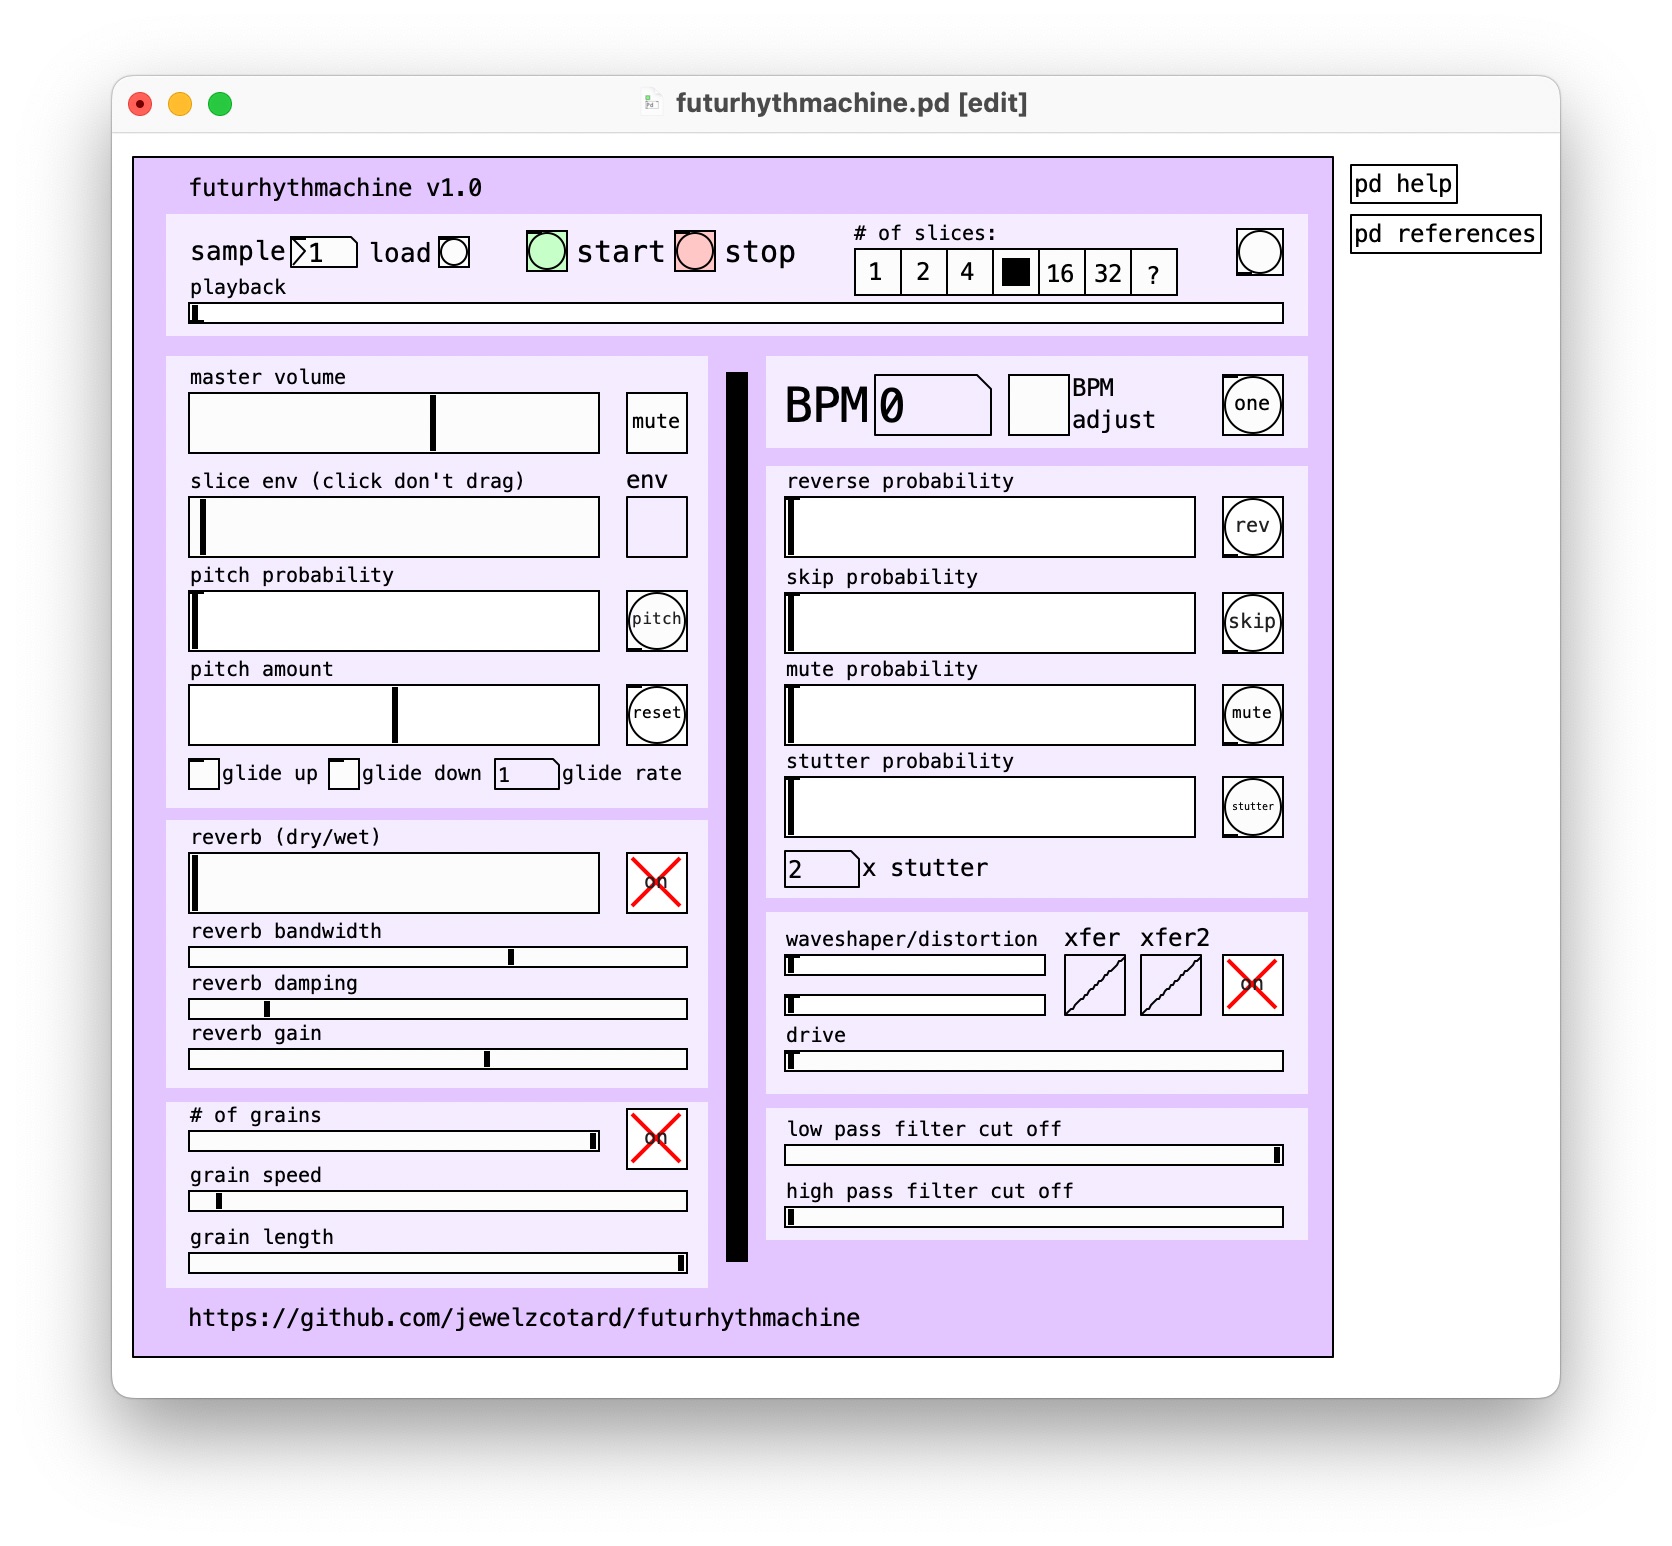 futurhythmachine.pd [edit]
futurhythmachine v1.0
pd help
pd references
sample 1 load start stop
# of slices:
1 2 4 16 32 ?
playback
master volume
mute
slice env (click don't drag) env
pitch probability
pitch
pitch amount
reset
glide up glide down 1 glide rate
reverb (dry/wet)
on
reverb bandwidth
reverb damping
reverb gain
# of grains
on
grain speed
grain length
BPM 0 BPM
adjust
one
reverse probability
rev
skip probability
skip
mute probability
mute
stutter probability
stutter
2 x stutter
waveshaper/distortion xfer xfer2
on
drive
low pass filter cut off
high pass filter cut off
https://github.com/jewelzcotard/futurhythmachine